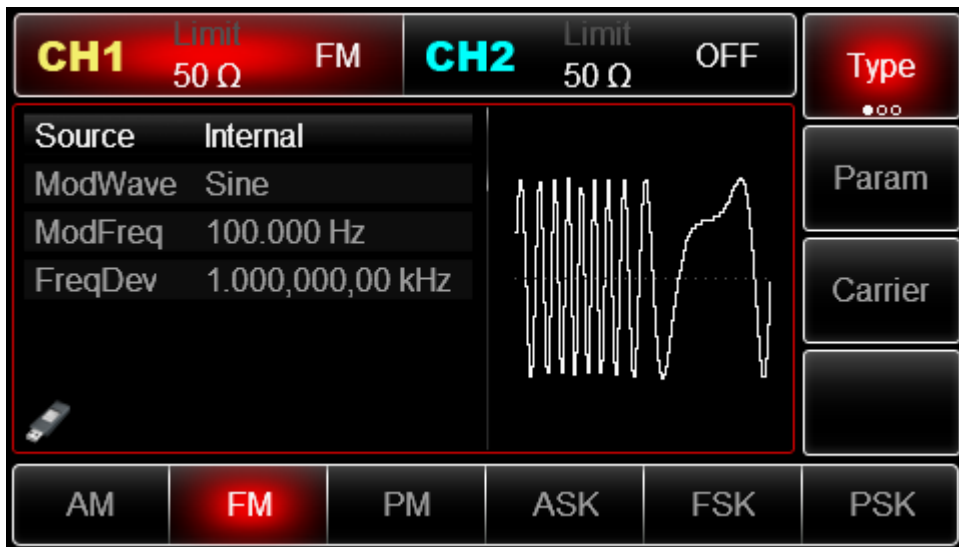 CH1 Limit 50 Ω FM
CH2 Limit 50 Ω OFF
Type
Source Internal
ModWave Sine
ModFreq 100.000 Hz
FreqDev 1.000,000,00 kHz
Param
Carrier
AM FM PM ASK FSK PSK